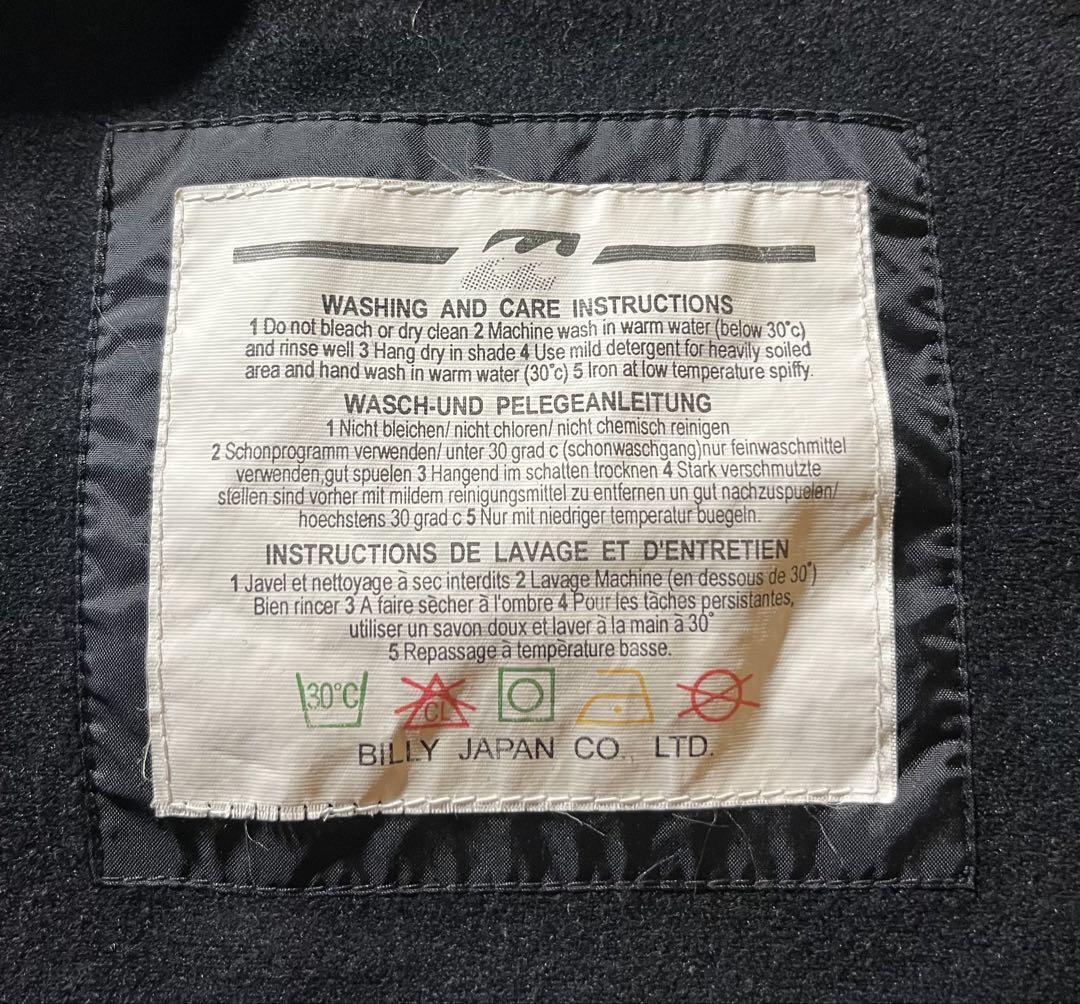 WASHING AND CARE INSTRUCTIONS
1 Do not bleach or dry clean 2 Machine wash in warm water (below 30°c)
and rinse well 3 Hang dry in shade 4 Use mild detergent for heavily soiled
area and hand wash in warm water (30°c) 5 Iron at low temperature spiffy.
WASCH-UND PELEGEANLEITUNG
1 Nicht bleichen/ nicht chloren/ nicht chemisch reinigen
2 Schonprogramm verwenden/ unter 30 grad c (schonwaschgang)nur feinwaschmittel
verwenden,gut spuelen 3 Hangend im schatten trocknen 4 Stark verschmutzte
stellen sind vorher mit mildem reinigungsmittel zu entfernen un gut nachzuspuelen/
hoechstens 30 grad c 5 Nur mit niedriger temperatur buegeln.
INSTRUCTIONS DE LAVAGE ET D'ENTRETIEN
1 Javel et nettoyage à sec interdits 2 Lavage Machine (en dessous de 30°)
Bien rincer 3 A faire sècher à l'ombre 4 Pour les tàches persistantes,
utiliser un savon doux et laver à la main à 30°
5 Repassage à tempèrature basse.
30°C CL
BILLY JAPAN CO., LTD.